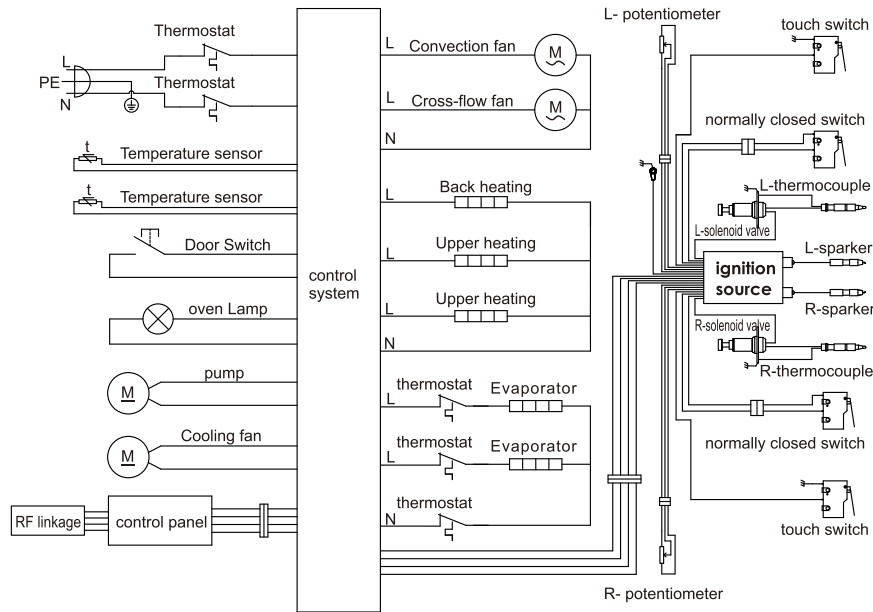 L- potentiometer
touch switch
Thermostat
L
PE
N
Thermostat
L
Convection fan
M
L
Cross-flow fan
M
N
normally closed switch
t
Temperature sensor
t
Temperature sensor
L
Back heating
L-thermocouple
L-solenoid valve
Door Switch
L
Upper heating
L-sparker
control
system
ignition
source
oven Lamp
L
Upper heating
R-sparker
N
R-solenoid valve
R-thermocouple
pump
M
thermostat
L
Evaporator
Cooling fan
M
thermostat
L
Evaporator
normally closed switch
RF linkage
control panel
thermostat
N
touch switch
R- potentiometer